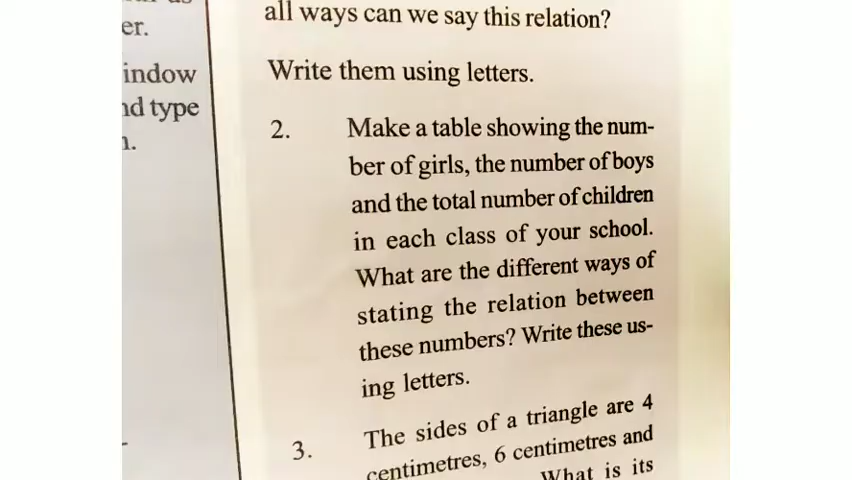 er.
indow
nd type
n.
all ways can we say this relation?
Write them using letters.
2. Make a table showing the num-
ber of girls, the number of boys
and the total number of children
in each class of your school.
What are the different ways of
stating the relation between
these numbers? Write these us-
ing letters.
3. The sides of a triangle are 4
centimetres, 6 centimetres and
What is its